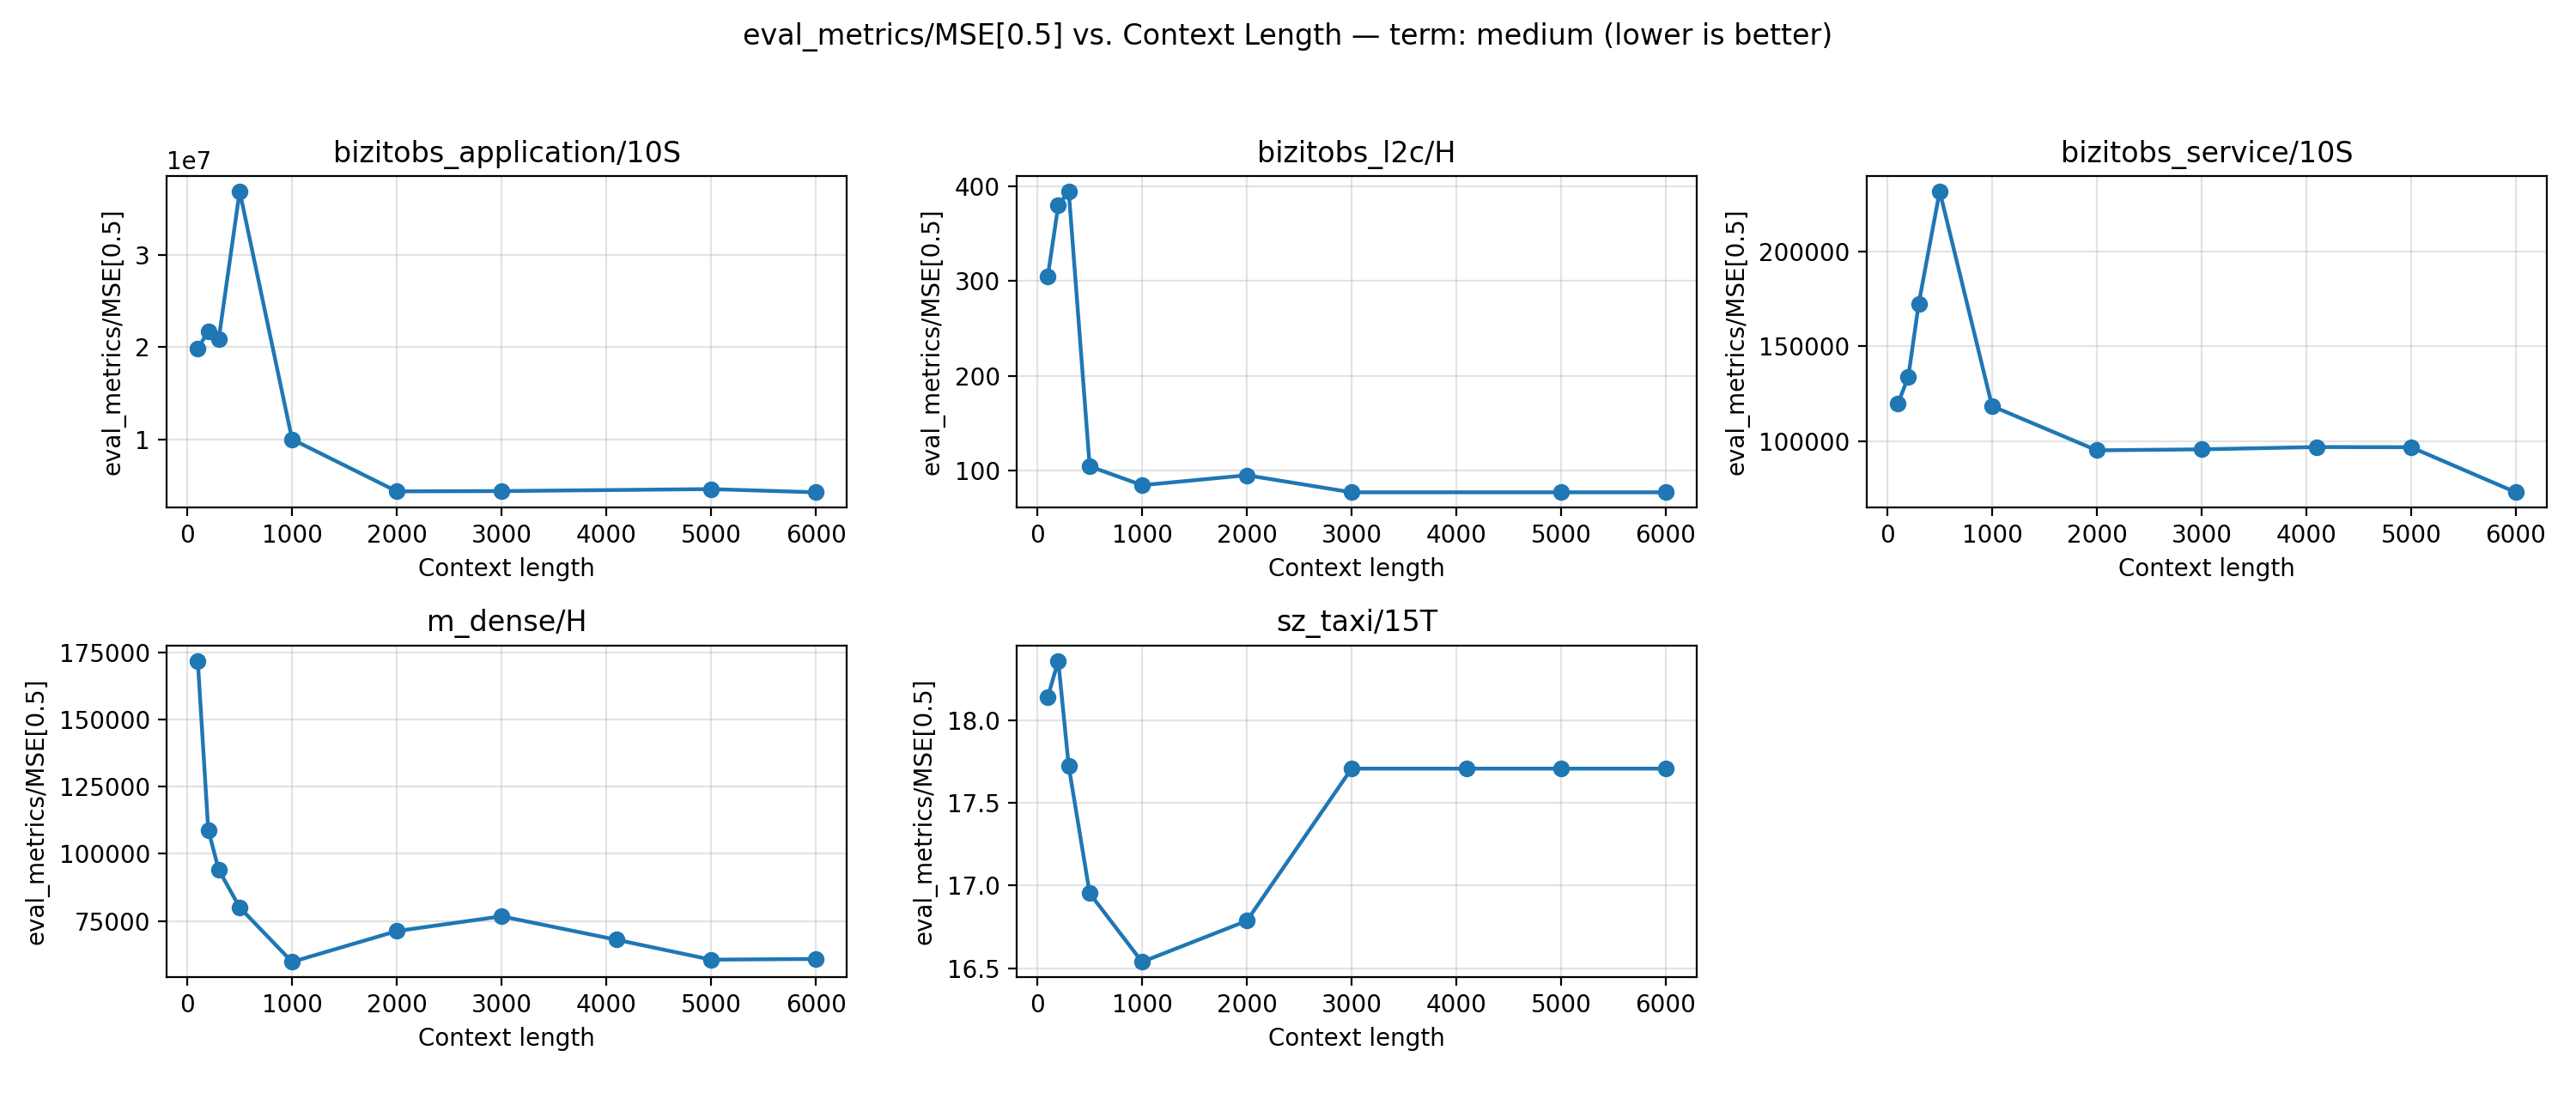 eval_metrics/MSE[0.5] vs. Context Length — term: medium (lower is better)
bizitobs_application/10S
1e7
eval_metrics/MSE[0.5]
3
2
1
0 1000 2000 3000 4000 5000 6000
Context length
bizitobs_l2c/H
eval_metrics/MSE[0.5]
400
300
200
100
0 1000 2000 3000 4000 5000 6000
Context length
bizitobs_service/10S
eval_metrics/MSE[0.5]
200000
150000
100000
0 1000 2000 3000 4000 5000 6000
Context length
m_dense/H
eval_metrics/MSE[0.5]
175000
150000
125000
100000
75000
0 1000 2000 3000 4000 5000 6000
Context length
sz_taxi/15T
eval_metrics/MSE[0.5]
18.0
17.5
17.0
16.5
0 1000 2000 3000 4000 5000 6000
Context length